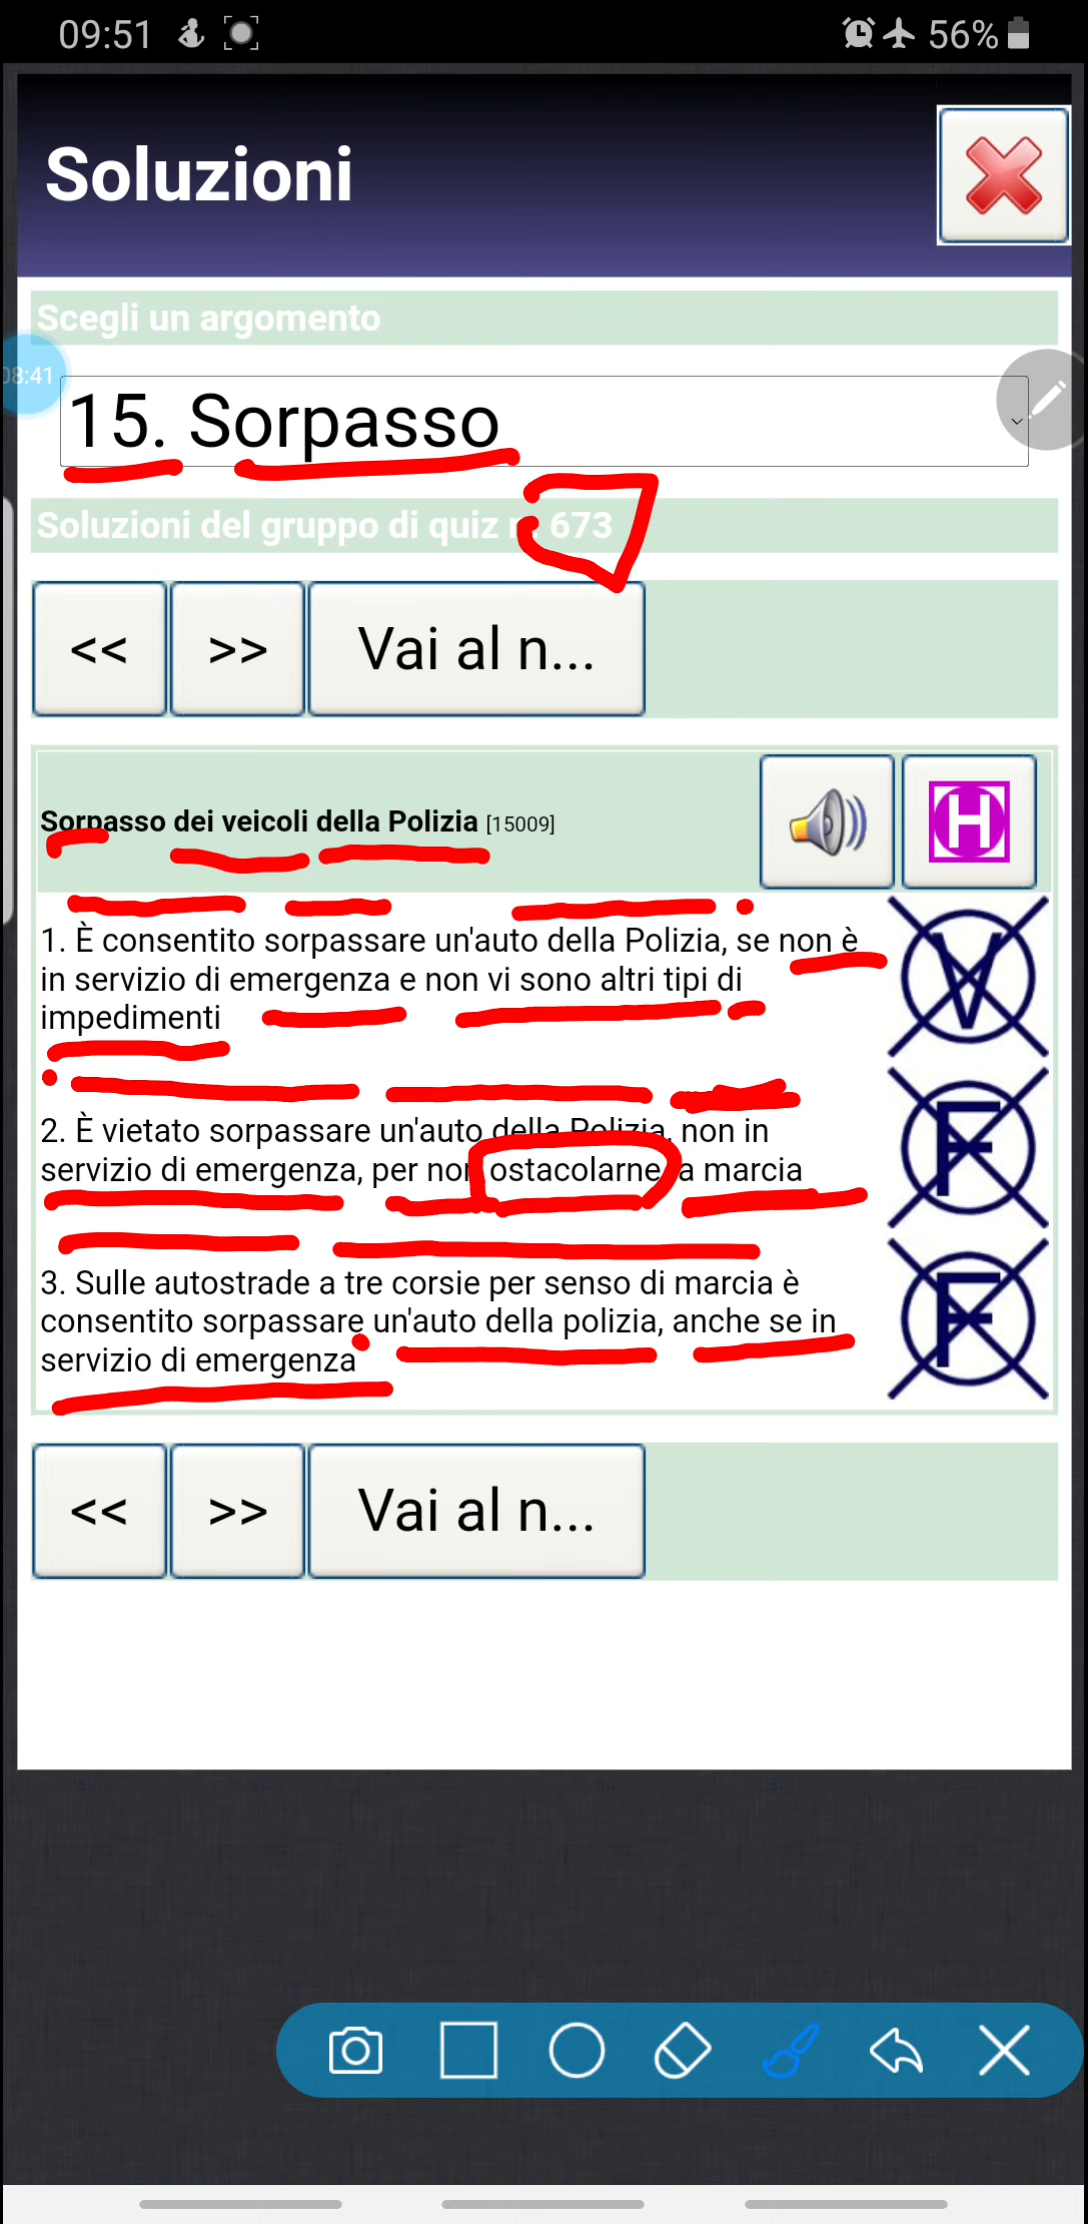 09:51
56%
Soluzioni
Scegli un argomento
08:41
15. Sorpasso
Soluzioni del gruppo di quiz 673
<< >> Vai al n...
Sorpasso dei veicoli della Polizia [15009]
H
1. È consentito sorpassare un'auto della Polizia, se non è
in servizio di emergenza e non vi sono altri tipi di
impedimenti
V
2. È vietato sorpassare un'auto della Polizia, non in
servizio di emergenza, per non ostacolarne a marcia
F
3. Sulle autostrade a tre corsie per senso di marcia è
consentito sorpassare un'auto della polizia, anche se in
servizio di emergenza
F
<< >> Vai al n...